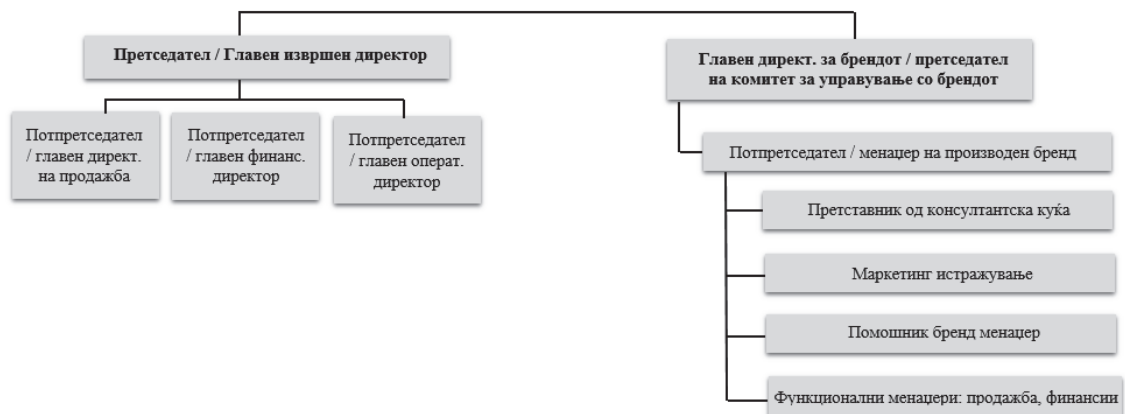 Претседател / Главен извршен директор
Потпретседател
/ главен директ.
на продажба
Потпретседател
/ главен финанс.
директор
Потпретседател
/ главен операт.
директор
Главен директ. за брендот / претседател
на комитет за управување со брендот
Потпретседател / менаџер на производен бренд
Претставник од консултантска куќа
Маркетинг истражување
Помошник бренд менаџер
Функционални менаџери: продажба, финансии